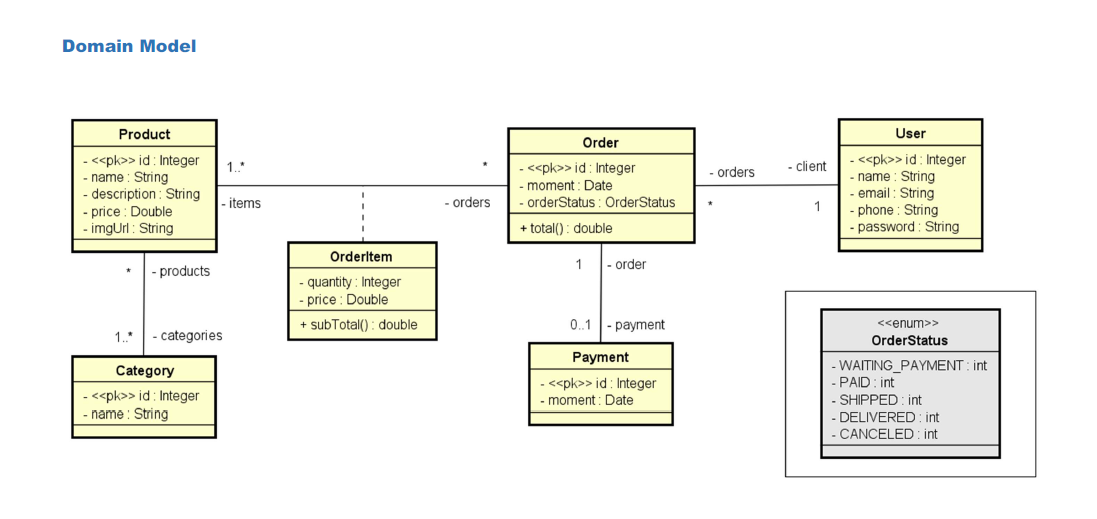 Domain Model
Product
- <<pk>> id : Integer
- name : String
- description : String
- price : Double
- imgUrl : String
1..*
- items
*
- orders
OrderItem
- quantity : Integer
- price : Double
+ subTotal() : double
Order
- <<pk>> id : Integer
- moment : Date
- orderStatus : OrderStatus
+ total() : double
- orders
*
- client
1
User
- <<pk>> id : Integer
- name : String
- email : String
- phone : String
- password : String
* - products
1..* - categories
Category
- <<pk>> id : Integer
- name : String
1 - order
0..1 - payment
Payment
- <<pk>> id : Integer
- moment : Date
<<enum>>
OrderStatus
- WAITING_PAYMENT : int
- PAID : int
- SHIPPED : int
- DELIVERED : int
- CANCELED : int